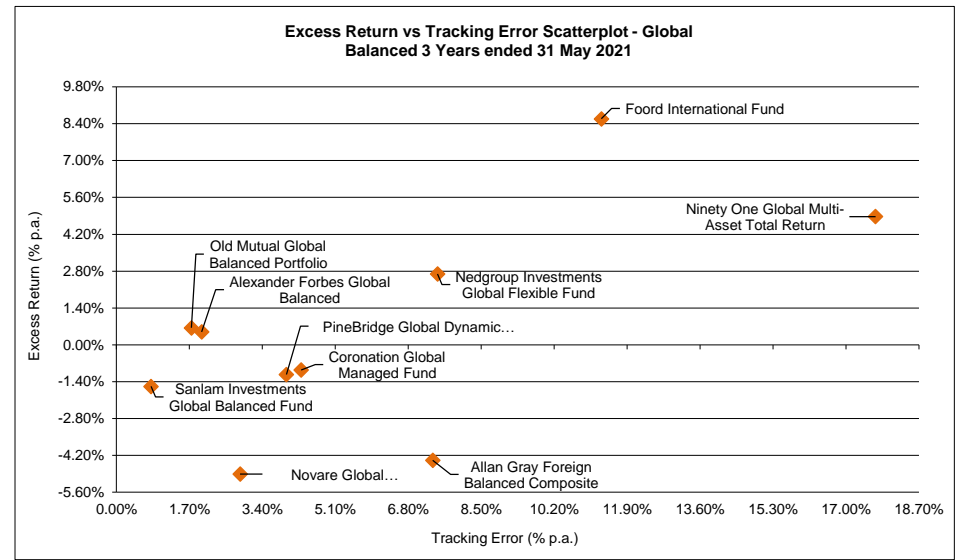 Excess Return vs Tracking Error Scatterplot - Global
Balanced 3 Years ended 31 May 2021
Excess Return (% p.a.)
9.80%
8.40%
7.00%
5.60%
4.20%
2.80%
1.40%
0.00%
-1.40%
-2.80%
-4.20%
-5.60%
Foord International Fund
Ninety One Global Multi-
Asset Total Return
Old Mutual Global
Balanced Portfolio
Alexander Forbes Global
Balanced
Nedgroup Investments
Global Flexible Fund
PineBridge Global Dynamic…
Coronation Global
Managed Fund
Sanlam Investments
Global Balanced Fund
Novare Global…
Allan Gray Foreign
Balanced Composite
0.00% 1.70% 3.40% 5.10% 6.80% 8.50% 10.20% 11.90% 13.60% 15.30% 17.00% 18.70%
Tracking Error (% p.a.)